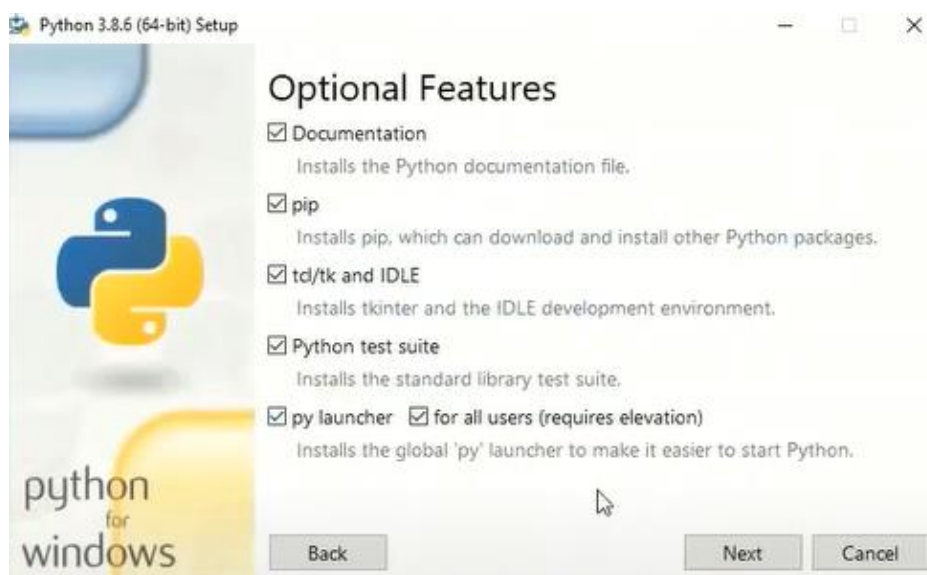 Python 3.8.6 (64-bit) Setup
Optional Features
Documentation
Installs the Python documentation file.
pip
Installs pip, which can download and install other Python packages.
tcl/tk and IDLE
Installs tkinter and the IDLE development environment.
Python test suite
Installs the standard library test suite.
py launcher for all users (requires elevation)
Installs the global 'py' launcher to make it easier to start Python.
python
for
windows
Back Next Cancel